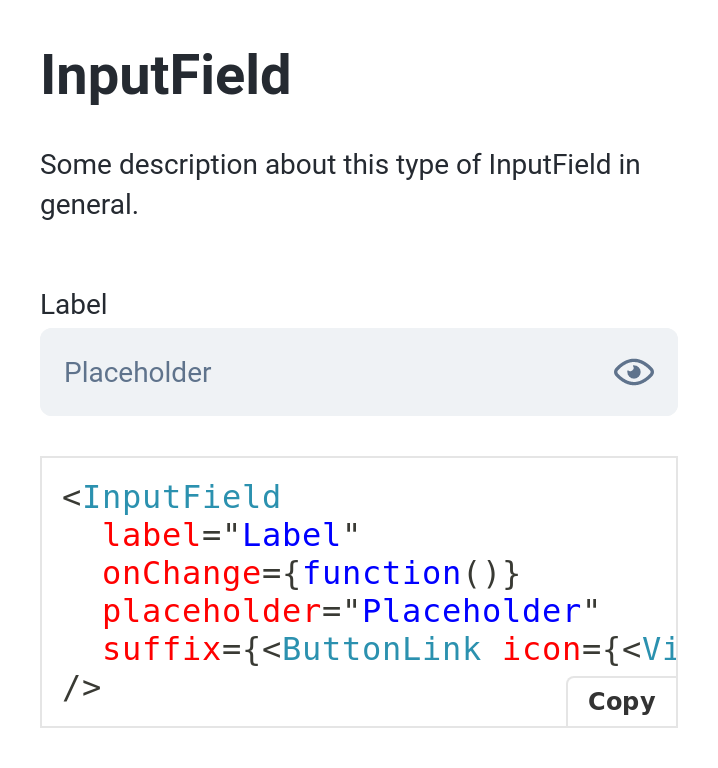 InputField
Some description about this type of InputField in
general.
Label
Placeholder
<InputField
  label="Label"
  onChange={function()}
  placeholder="Placeholder"
  suffix={<ButtonLink icon={<Vi
/>
Copy